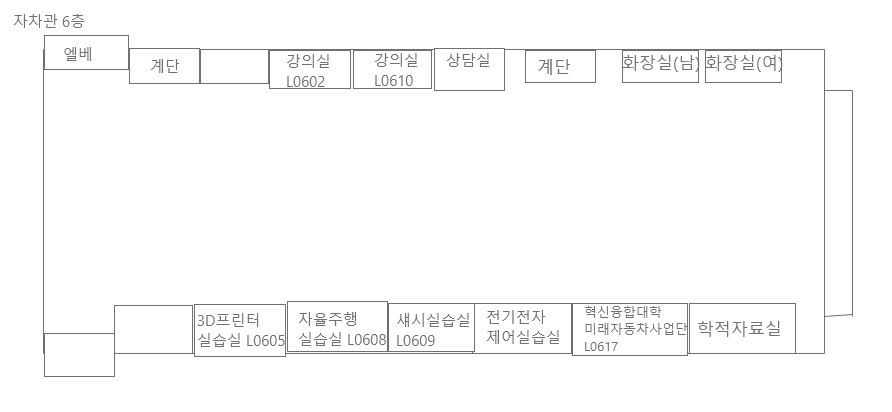 자차관 6층
엘베
계단
강의실
L0602
강의실
L0610
상담실
계단
화장실(남)
화장실(여)
3D프린터
실습실 L0605
자율주행
실습실 L0608
섀시실습실
L0609
전기전자
제어실습실
혁신융합대학
미래자동차사업단
L0617
학적자료실